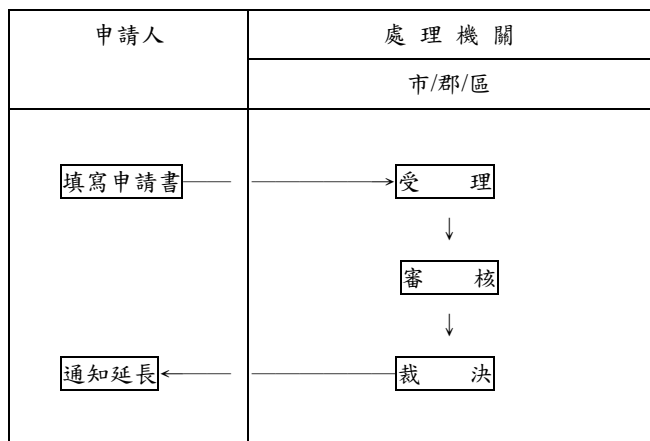 申請人
處 理 機 關
市/郡/區
填寫申請書
受 理
審 核
通知延長
裁 決